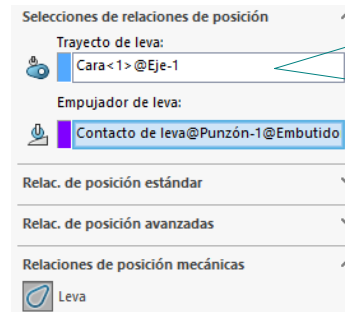 Selecciones de relaciones de posición
Trayecto de leva:
Cara<1>@Eje-1
Empujador de leva:
Contacto de leva@Punzón-1@Embutido
Relac. de posición estándar
Relac. de posición avanzadas
Relaciones de posición mecánicas
Leva